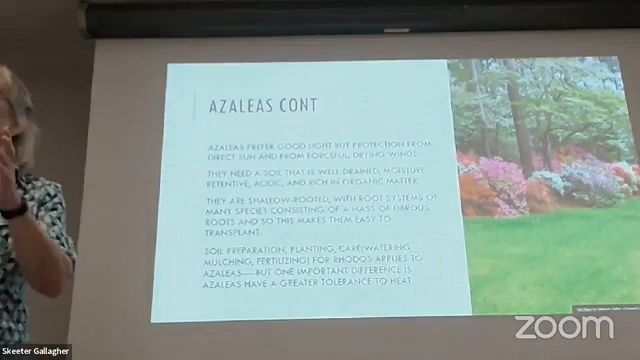 AZALEAS CONT
AZALEAS PREFER GOOD LIGHT BUT PROTECTION FROM
DIRECT SUN AND FROM FORCEFUL, DRYING WINDS.
THEY NEED A SOIL THAT IS WELL-DRAINED, MOISTURE
RETENTIVE, ACIDIC, AND RICH IN ORGANIC MATTER.
THEY ARE SHALLOW-ROOTED, WITH ROOT SYSTEMS OF
MANY SPECIES CONSISTING OF A MASS OF FIBROUS
ROOTS AND SO THIS MAKES THEM EASY TO
TRANSPLANT.
SOIL PREPARATION, PLANTING, CARE(WATERING,
MULCHING, FERTILIZING) FOR RHODOS APPLIES TO
AZALEAS—BUT ONE IMPORTANT DIFFERENCE IS
AZALEAS HAVE A GREATER TOLERANCE TO HEAT.
Skeeter Gallagher
zoom